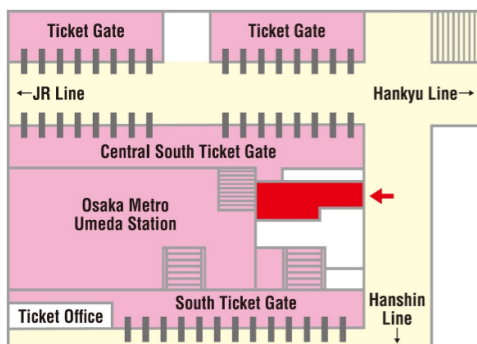 Ticket Gate
Ticket Gate
←JR Line
Hankyu Line→
Central South Ticket Gate
Osaka Metro
Umeda Station
South Ticket Gate
Ticket Office
Hanshin
Line